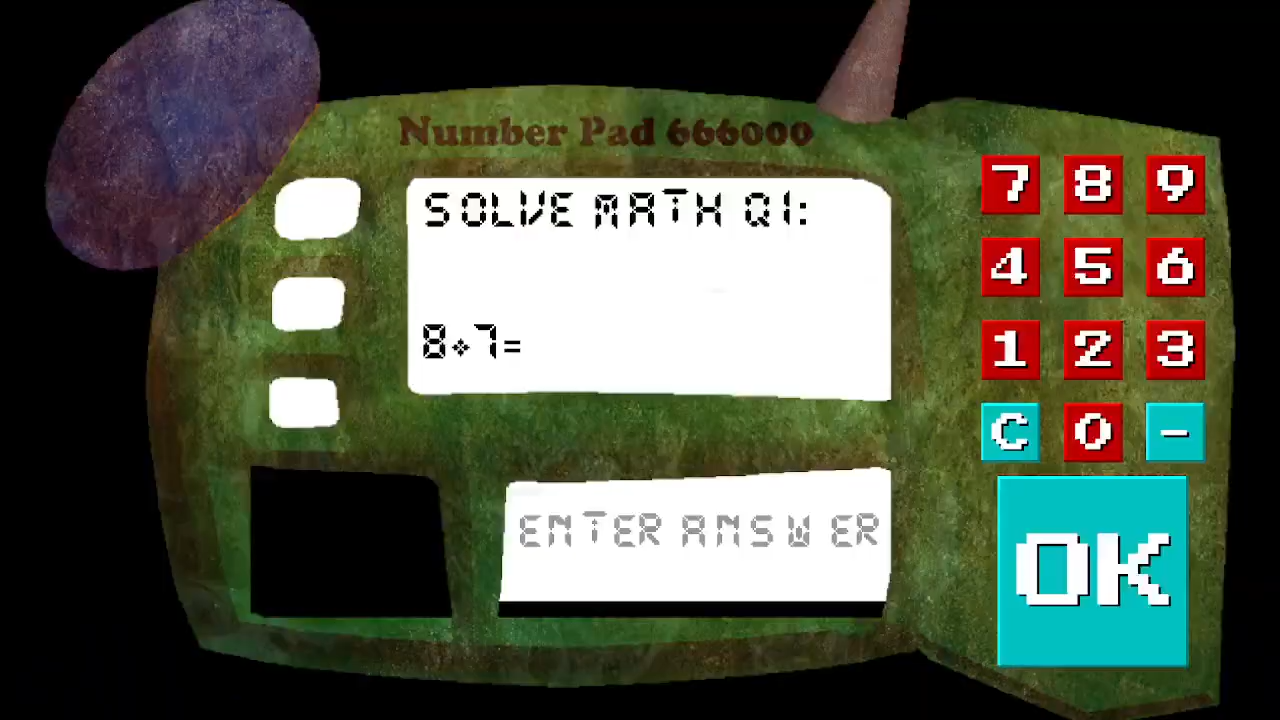 Number Pad 666000
SOLVE MATH Q1:
8+7=
ENTER ANSWER
7 8 9
4 5 6
1 2 3
C 0 -
OK